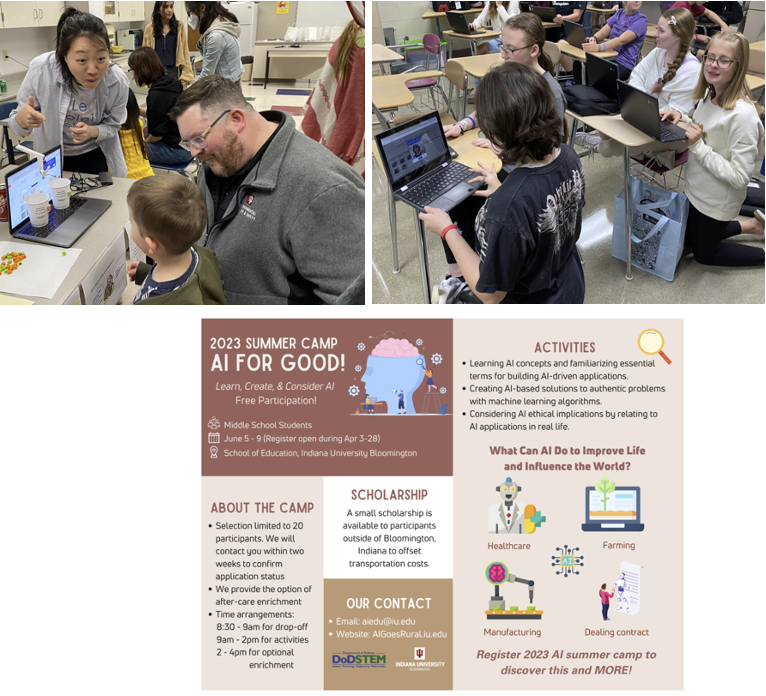 2023 SUMMER CAMP
AI FOR GOOD!
Learn, Create, & Consider AI
Free Participation!
Middle School Students
June 5 - 9 (Register open during Apr 3-28)
School of Education, Indiana University Bloomington
ABOUT THE CAMP
• Selection limited to 20
participants. We will
contact you within two
weeks to confirm
application status
• We provide the option of
after-care enrichment
• Time arrangements:
8:30 - 9am for drop-off
9am - 2pm for activities
2 - 4pm for optional
enrichment
SCHOLARSHIP
A small scholarship is
available to participants
outside of Bloomington,
Indiana to offset
transportation costs.
OUR CONTACT
• Email: aiedu@iu.edu
• Website: AIGoesRural.iu.edu
DoDSTEM
INDIANA UNIVERSITY
BLOOMINGTON
ACTIVITIES
• Learning AI concepts and familiarizing essential
terms for building AI-driven applications.
• Creating AI-based solutions to authentic problems
with machine learning algorithms.
• Considering AI ethical implications by relating to
AI applications in real life.
What Can AI Do to Improve Life
and Influence the World?
Healthcare
Farming
AI
Manufacturing
Dealing contract
Register 2023 AI summer camp to
discover this and MORE!